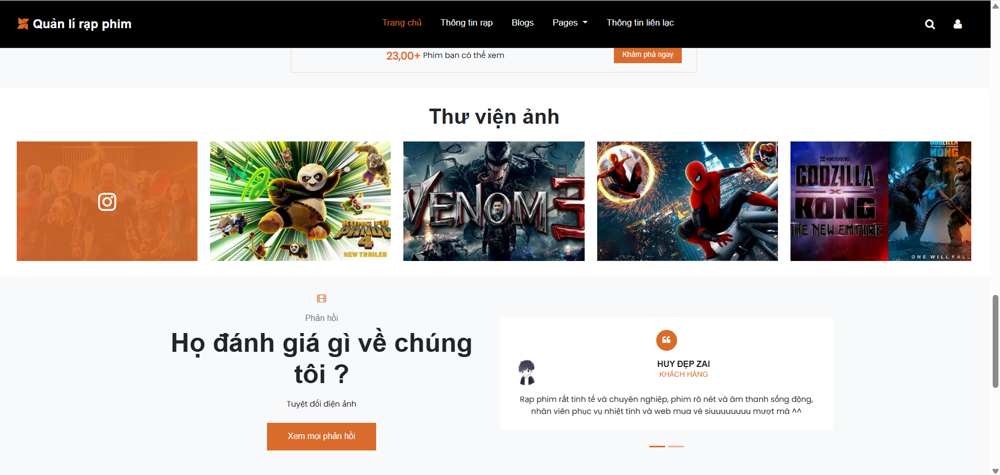 Quản lí rạp phim
Trang chủ Thông tin rạp Blogs Pages Thông tin liên lạc
23,00+ Phim bạn có thể xem
Khám phá ngay
Thư viện ảnh
KUNG FU
PANDA
4
NEW TRAILER
VENOM 3
MONSTERVERSE
GODZILLA
X
KONG
THE NEW EMPIRE
GODZILLA
KONG
ONE WILL FALL
Phản hồi
Họ đánh giá gì về chúng
tôi ?
Tuyệt đối điện ảnh
Xem mọi phản hồi
HUY ĐẸP ZAI
KHÁCH HÀNG
Rạp phim rất tinh tế và chuyên nghiệp, phim rõ nét và âm thanh sống động,
nhân viên phục vụ nhiệt tình và web mua vé siuuuuuuuu mượt mà ^^